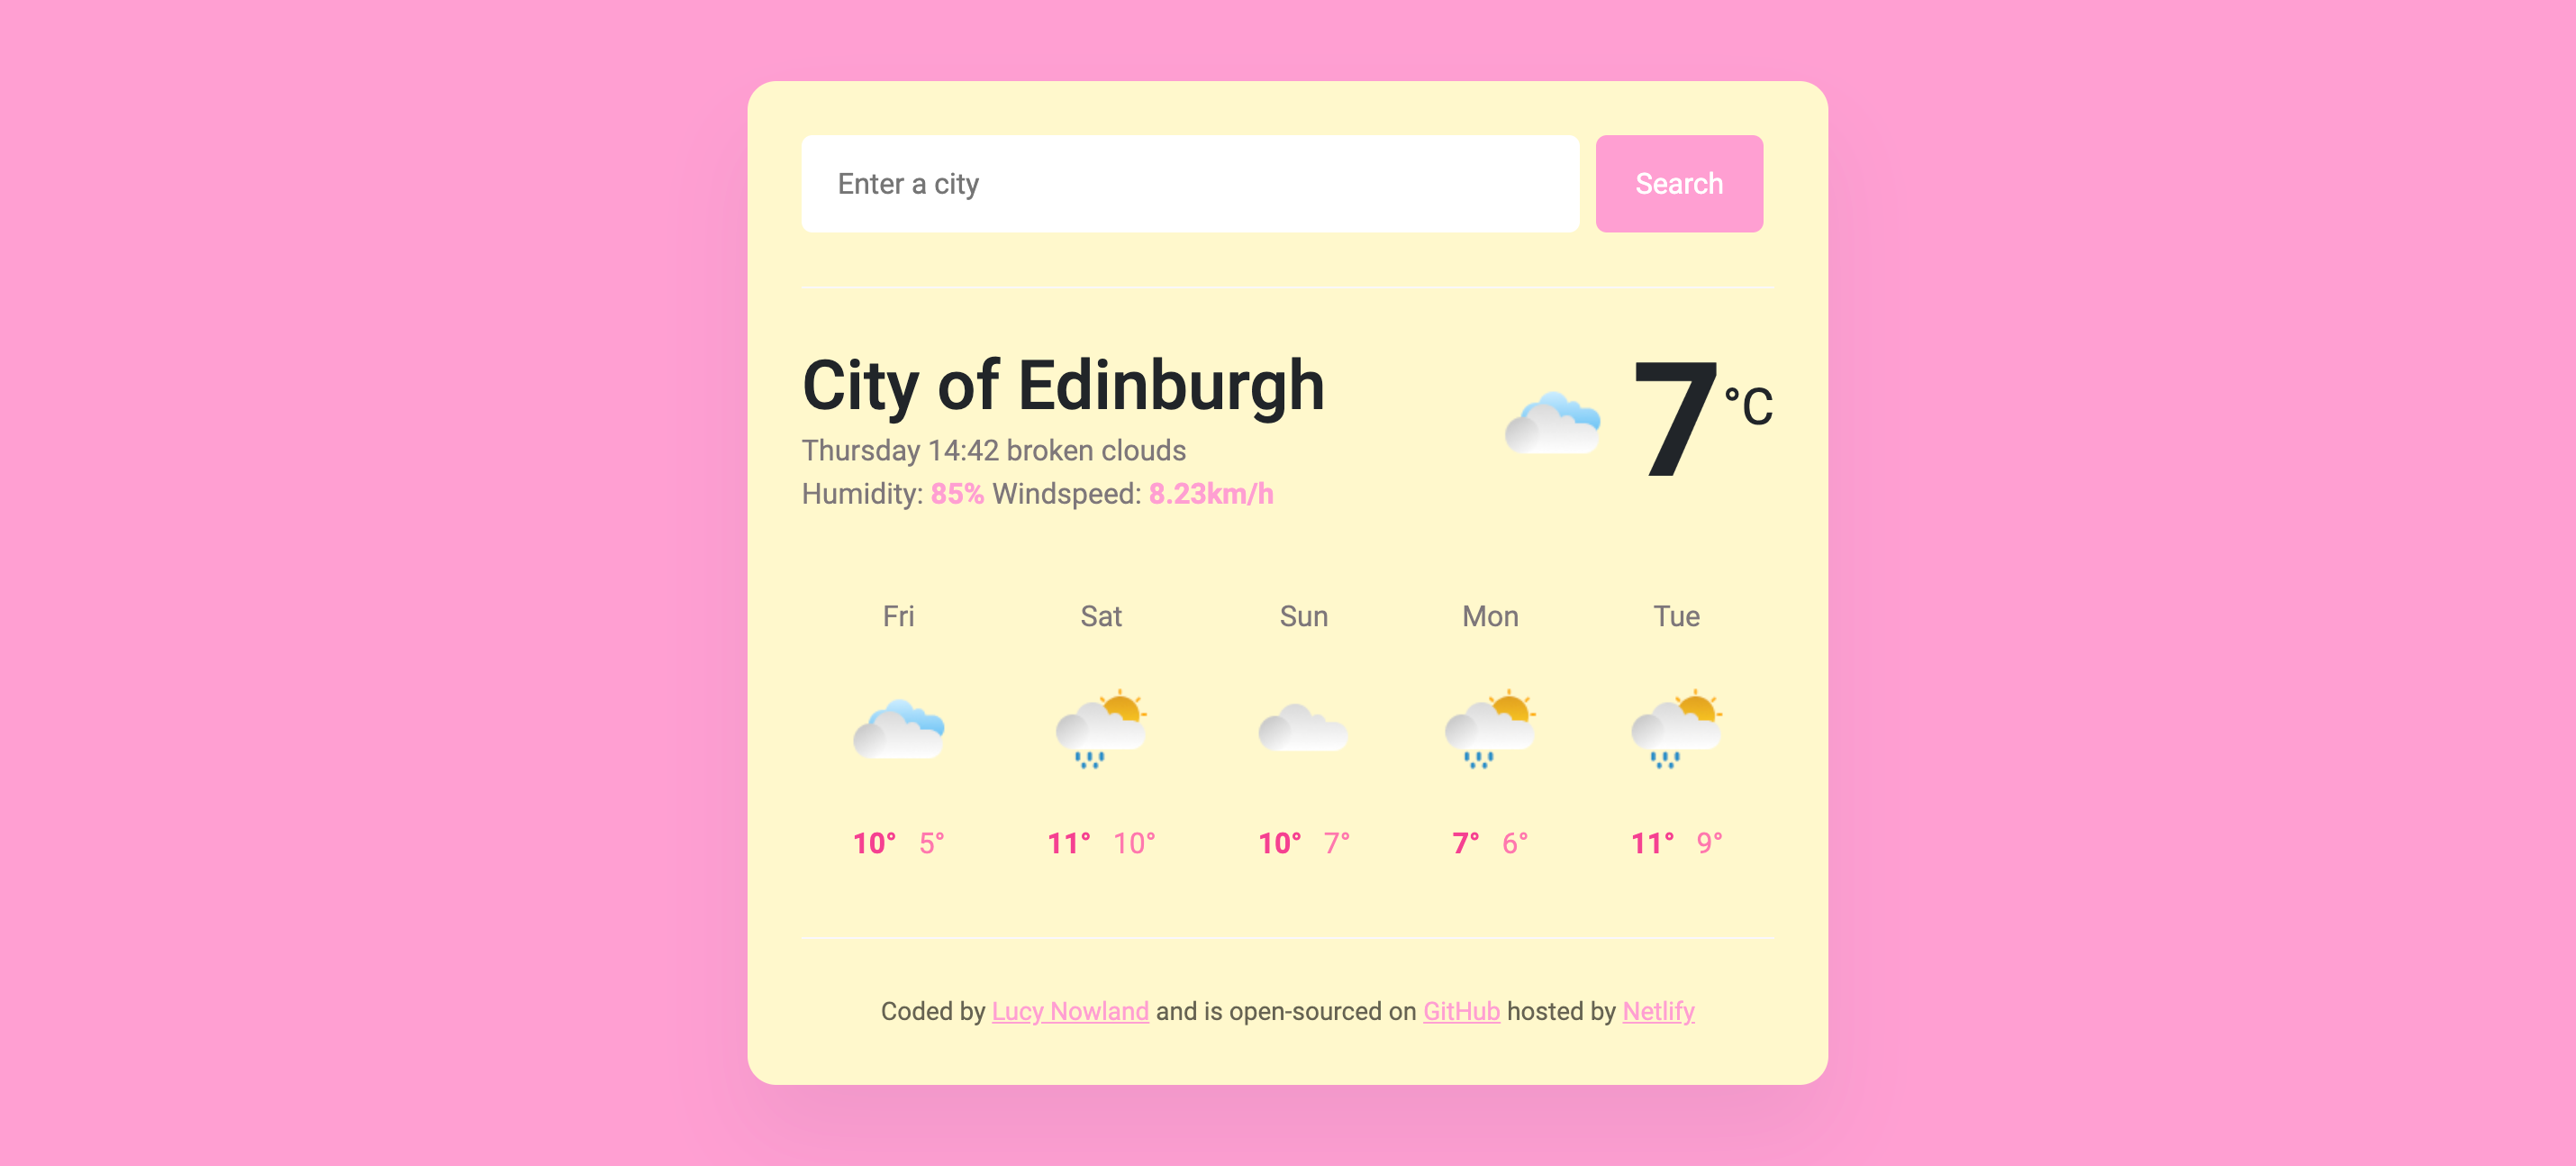 Enter a city
Search
City of Edinburgh
7°C
Thursday 14:42 broken clouds
Humidity: 85% Windspeed: 8.23km/h
Fri Sat Sun Mon Tue
10° 5° 11° 10° 10° 7° 7° 6° 11° 9°
Coded by Lucy Nowland and is open-sourced on GitHub hosted by Netlify